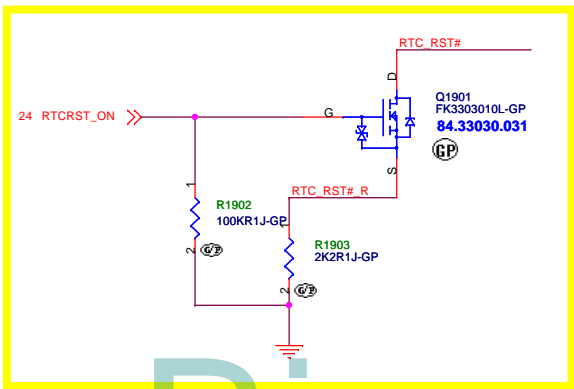 RTC_RST#
D
Q1901
FK3303010L-GP
84.33030.031
GP
24 RTCRST_ON
G
S
RTC_RST#_R
1
R1902
100KR1J-GP
2
G/P
1
R1903
2K2R1J-GP
2
G/P
Di